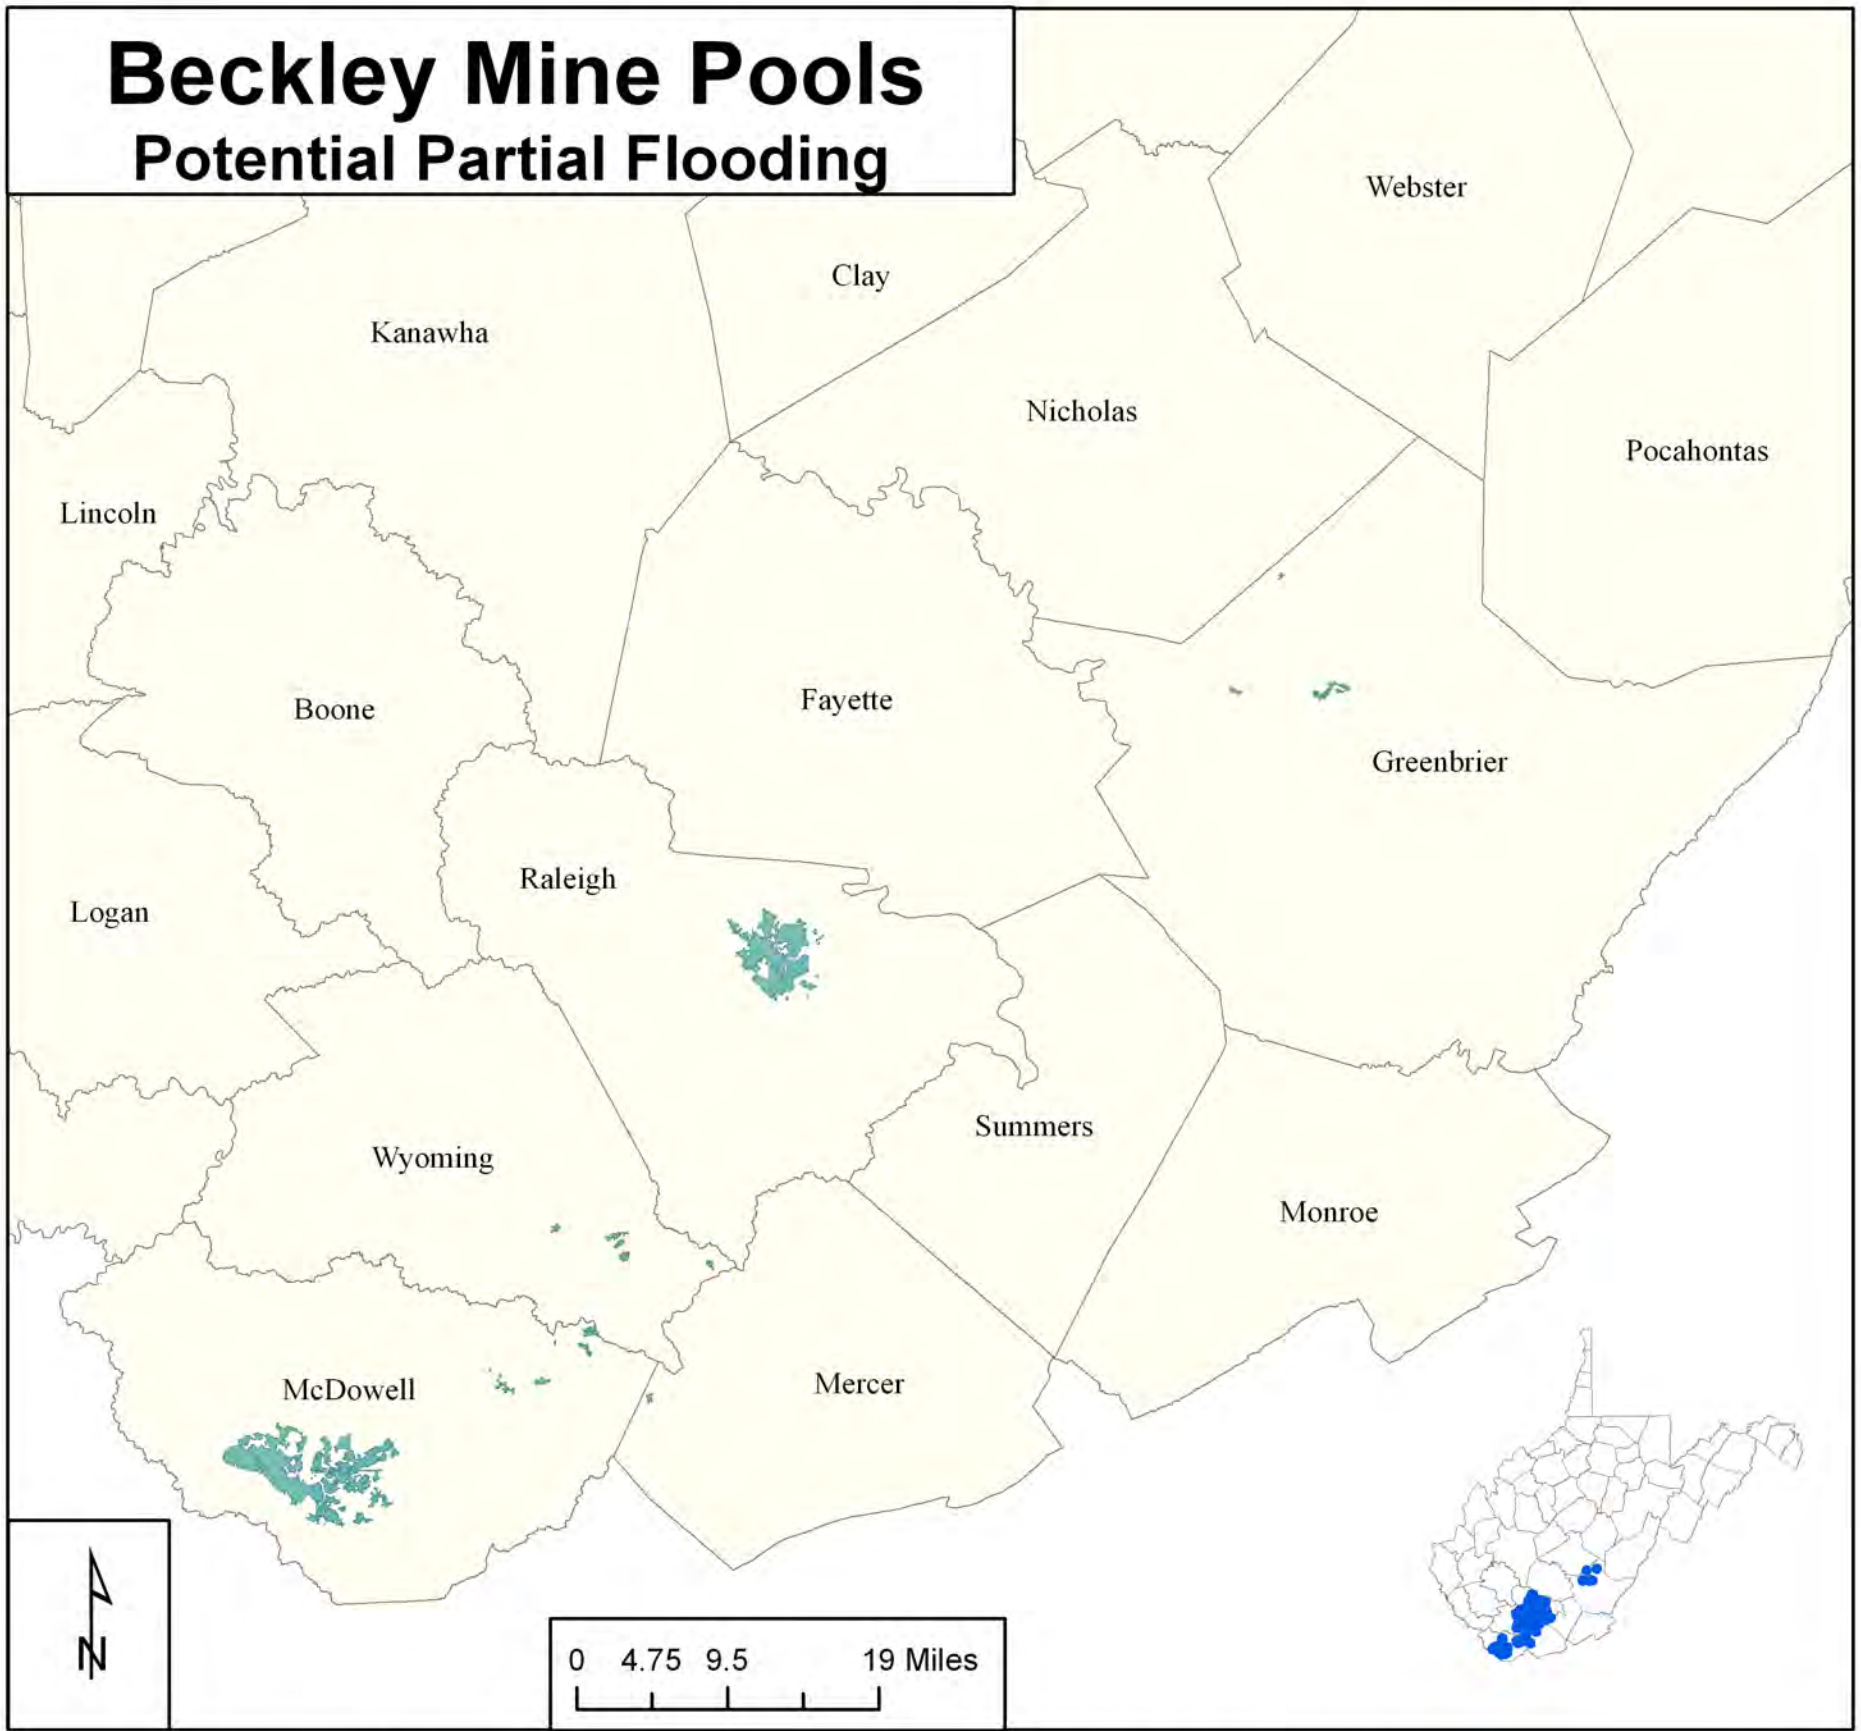 Beckley Mine Pools
Potential Partial Flooding
Webster
Clay
Kanawha
Nicholas
Pocahontas
Lincoln
Boone
Fayette
Greenbrier
Raleigh
Logan
Summers
Wyoming
Monroe
McDowell
Mercer
N
0 4.75 9.5 19 Miles